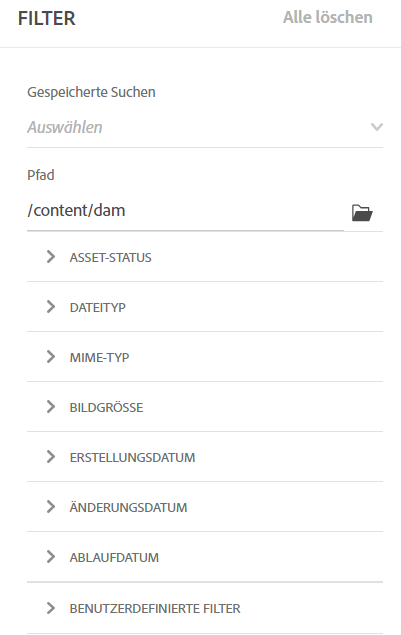 FILTER
Alle löschen
Gespeicherte Suchen
Auswählen
Pfad
/content/dam
ASSET-STATUS
DATEITYP
MIME-TYP
BILDGRÖSSE
ERSTELLUNGSDATUM
ÄNDERUNGSDATUM
ABLAUFDATUM
BENUTZERDEFINIERTE FILTER